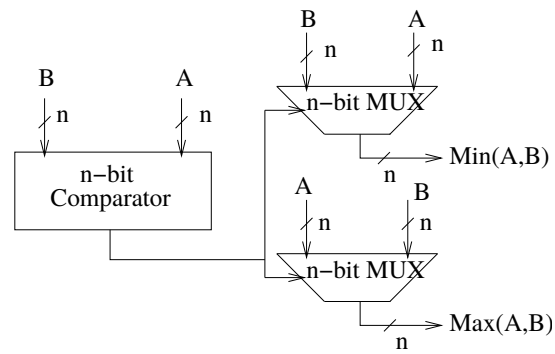 B A
n n
n-bit MUX
Min(A,B)
n
B A
n n
n-bit
Comparator
A B
n n
n-bit MUX
Max(A,B)
n